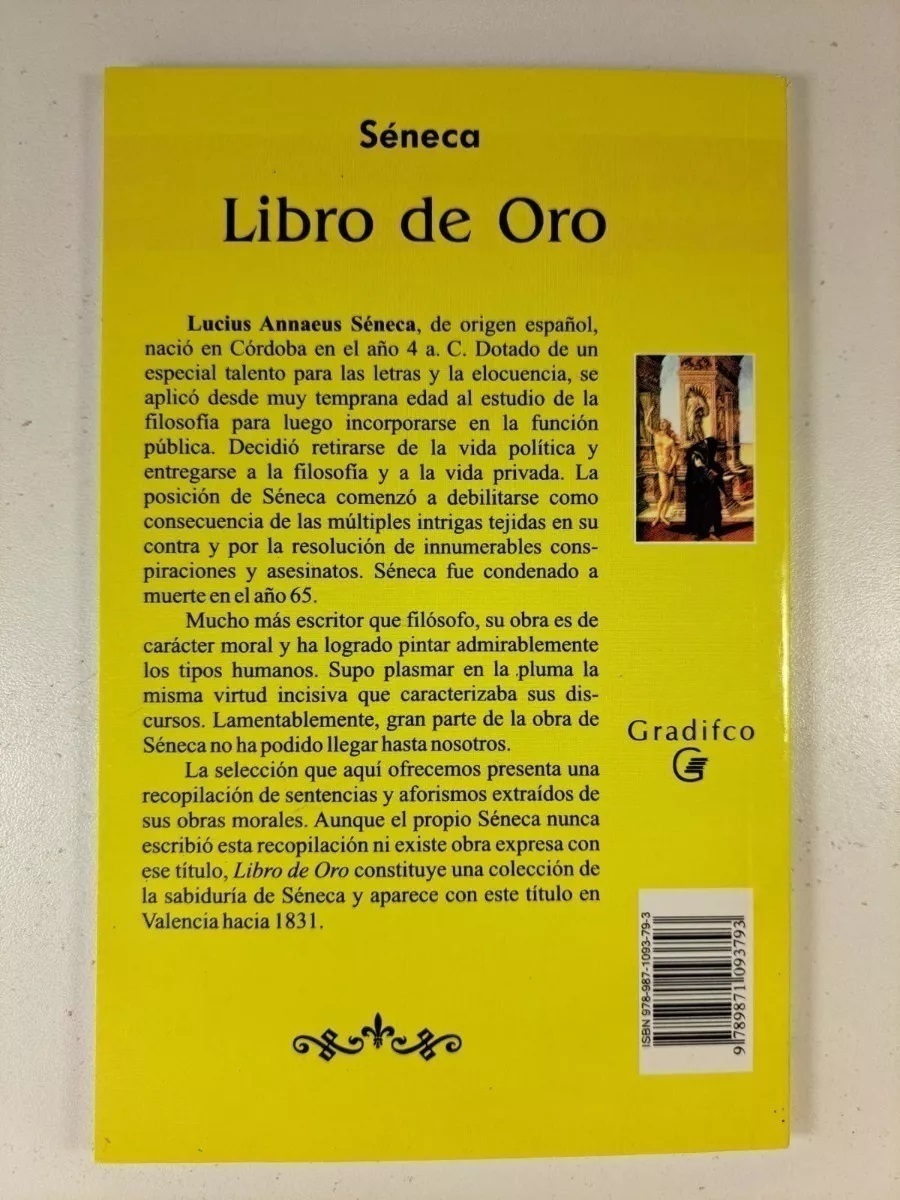 Séneca
Libro de Oro
Lucius Annaeus Séneca, de origen español,
nació en Córdoba en el año 4 a. C. Dotado de un
especial talento para las letras y la elocuencia, se
aplicó desde muy temprana edad al estudio de la
filosofía para luego incorporarse en la función
pública. Decidió retirarse de la vida política y
entregarse a la filosofía y a la vida privada. La
posición de Séneca comenzó a debilitarse como
consecuencia de las múltiples intrigas tejidas en su
contra y por la resolución de innumerables cons-
piraciones y asesinatos. Séneca fue condenado a
muerte en el año 65.
Mucho más escritor que filósofo, su obra es de
carácter moral y ha logrado pintar admirablemente
los tipos humanos. Supo plasmar en la pluma la
misma virtud incisiva que caracterizaba sus dis-
cursos. Lamentablemente, gran parte de la obra de
Séneca no ha podido llegar hasta nosotros.
La selección que aquí ofrecemos presenta una
recopilación de sentencias y aforismos extraídos de
sus obras morales. Aunque el propio Séneca nunca
escribió esta recopilación ni existe obra expresa con
ese título, Libro de Oro constituye una colección de
la sabiduría de Séneca y aparece con este título en
Valencia hacia 1831.
Gradifco
ISBN 978-987-1093-79-3
9 789871 093793